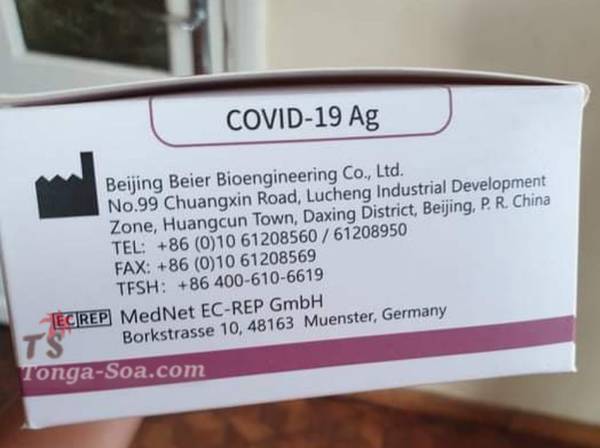 COVID-19 Ag
Beijing Beier Bioengineering Co., Ltd.
No.99 Chuangxin Road, Lucheng Industrial Development
Zone, Huangcun Town, Daxing District, Beijing, P. R. China
TEL: +86 (0)10 61208560 / 61208950
FAX: +86 (0)10 61208569
TFSH: +86 400-610-6619
EC REP MedNet EC-REP GmbH
Borkstrasse 10, 48163 Muenster, Germany
TS
Tonga-Soa.com